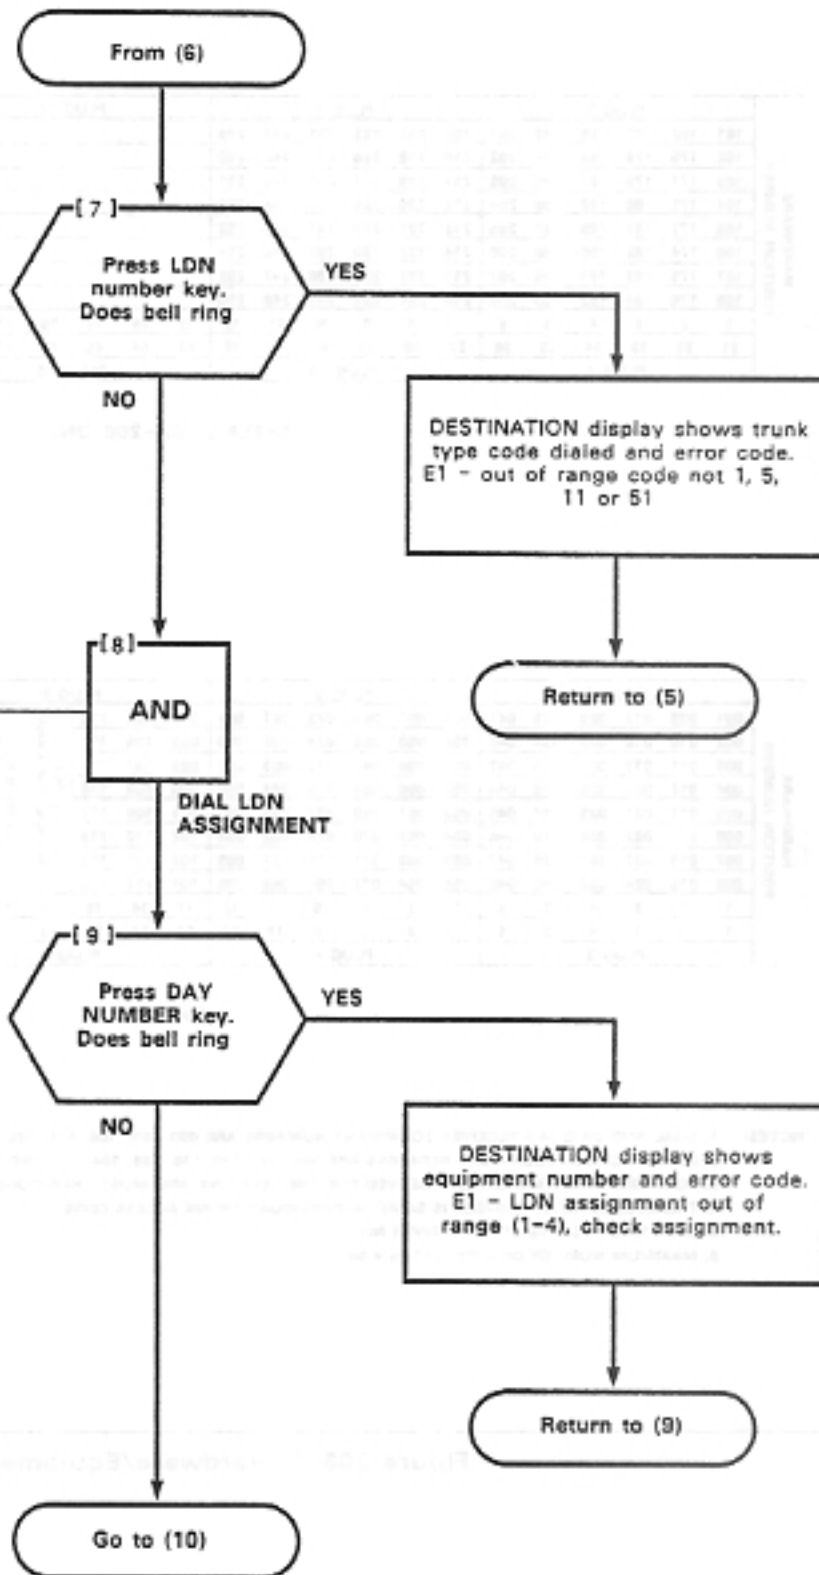 From (6)
[7]
Press LDN
number key.
Does bell ring
YES
NO
DESTINATION display shows trunk
type code dialed and error code.
E1 - out of range code not 1, 5,
11 or 51
Return to (5)
[8]
AND
DIAL LDN
ASSIGNMENT
[9]
Press DAY
NUMBER key.
Does bell ring
YES
NO
DESTINATION display shows
equipment number and error code.
E1 - LDN assignment out of
range (1-4), check assignment.
Return to (9)
Go to (10)